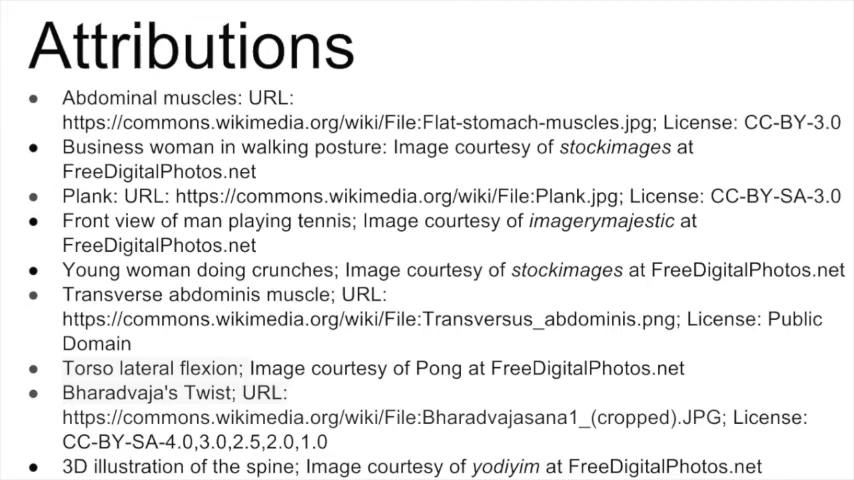 Attributions
● Abdominal muscles: URL:
https://commons.wikimedia.org/wiki/File:Flat-stomach-muscles.jpg; License: CC-BY-3.0
● Business woman in walking posture: Image courtesy of stockimages at
FreeDigitalPhotos.net
● Plank: URL: https://commons.wikimedia.org/wiki/File:Plank.jpg; License: CC-BY-SA-3.0
● Front view of man playing tennis; Image courtesy of imagerymajestic at
FreeDigitalPhotos.net
● Young woman doing crunches; Image courtesy of stockimages at FreeDigitalPhotos.net
● Transverse abdominis muscle; URL:
https://commons.wikimedia.org/wiki/File:Transversus_abdominis.png; License: Public
Domain
● Torso lateral flexion; Image courtesy of Pong at FreeDigitalPhotos.net
● Bharadvaja's Twist; URL:
https://commons.wikimedia.org/wiki/File:Bharadvajasana1_(cropped).JPG; License:
CC-BY-SA-4.0,3.0,2.5,2.0,1.0
● 3D illustration of the spine; Image courtesy of yodiyim at FreeDigitalPhotos.net